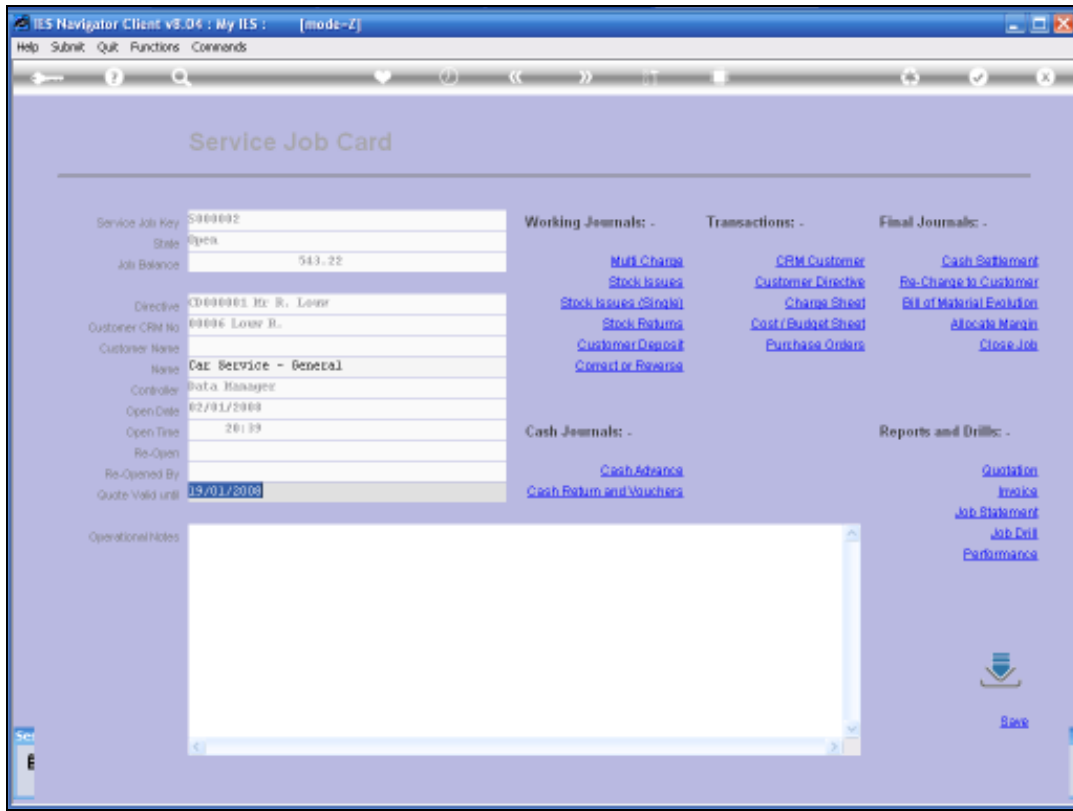 IES Navigator Client v8.04 : My IES : [mode-Z]
Help Submit Quit Functions Commands
Service Job Card
Service Job Key S000002
State Open
Job Balance 543.22
Directive CD000001 Mr R. Louw
Customer CRM No 00006 Louw R.
Customer Name
Name Car Service - General
Controller Data Manager
Open Date 02/01/2008
Open Time 20:39
Re-Open
Re-Opened By
Quote Valid until 19/01/2008
Operational Notes
Working Journals: -
Multi Charge
Stock Issues
Stock Issues (Single)
Stock Returns
Customer Deposit
Correct or Reverse
Transactions: -
CRM Customer
Customer Directive
Charge Sheet
Cost / Budget Sheet
Purchase Orders
Final Journals: -
Cash Settlement
Re-Charge to Customer
Bill of Material Evolution
Allocate Margin
Close Job
Cash Journals: -
Cash Advance
Cash Return and Vouchers
Reports and Drills: -
Quotation
Invoice
Job Statement
Job Drill
Performance
Save